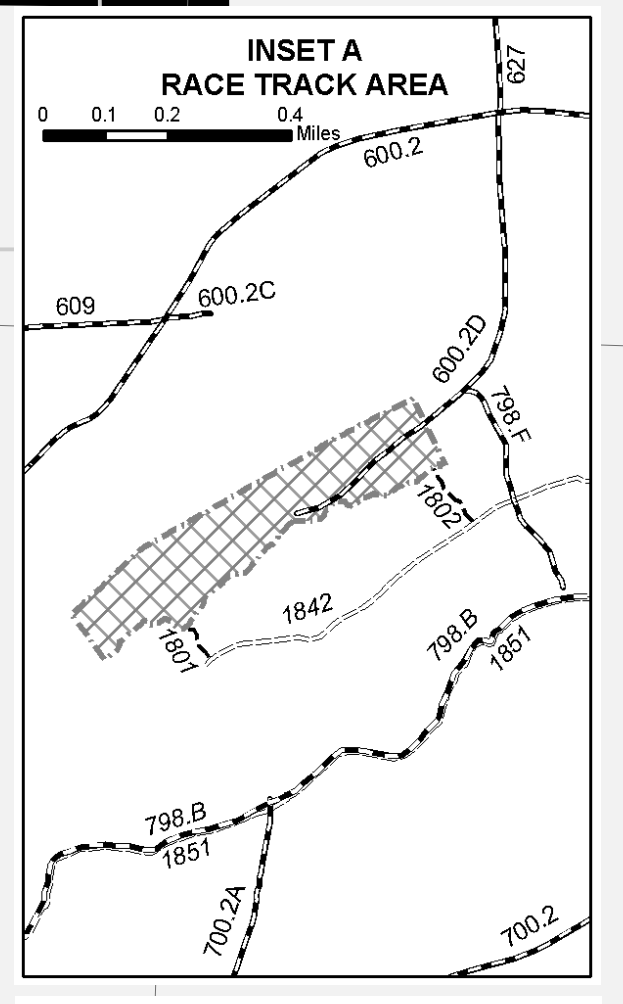 INSET A
RACE TRACK AREA
627
0 0.1 0.2 0.4
Miles
600.2
609
600.2C
600.2D
798.F
1802
1842
1801
798.B
1851
798.B
1851
700.2A
700.2